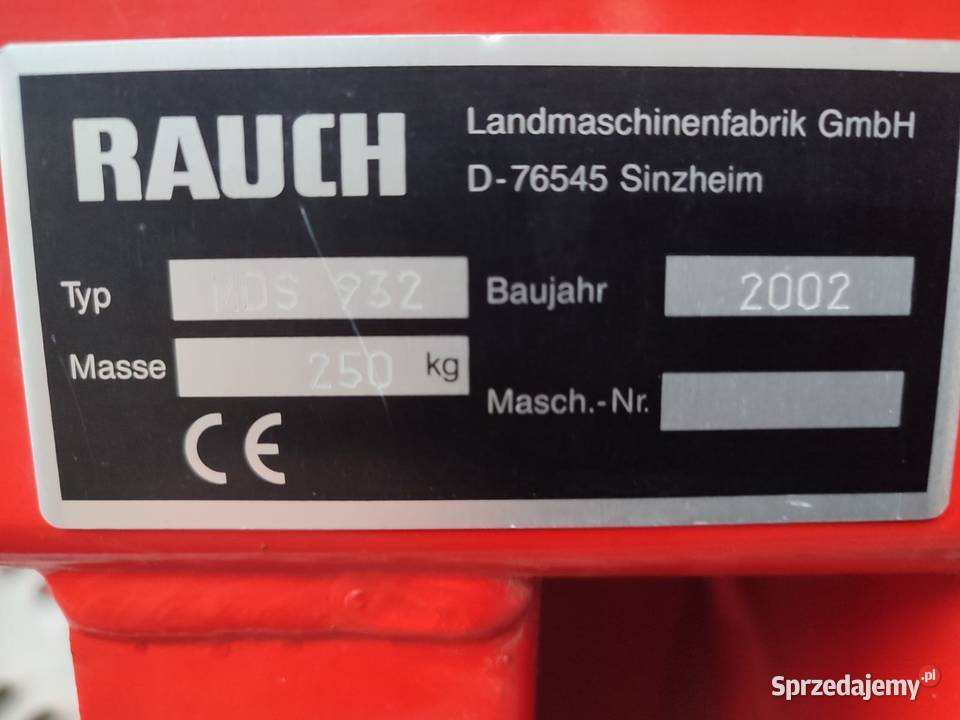 RAUCH
Landmaschinenfabrik GmbH
D-76545 Sinzheim
Typ MDS 932
Baujahr 2002
Masse 250 kg
Masch.-Nr.
CE
Sprzedajemy.pl